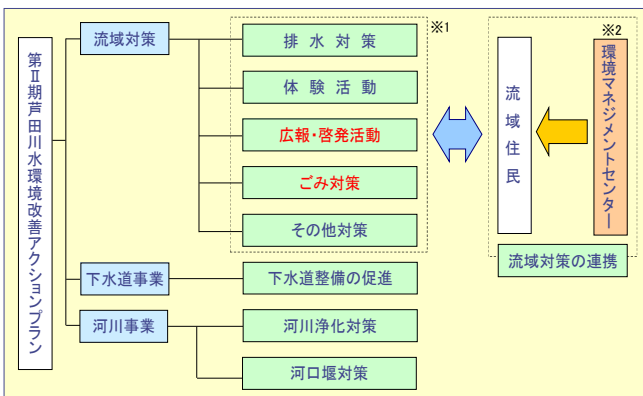 第Ⅱ期芦田川水環境改善アクションプラン
流域対策
排水対策
体験活動
広報・啓発活動
ごみ対策
その他対策
※1
下水道事業
下水道整備の促進
河川事業
河川浄化対策
河口堰対策
流域住民
※2
環境マネジメントセンター
流域対策の連携